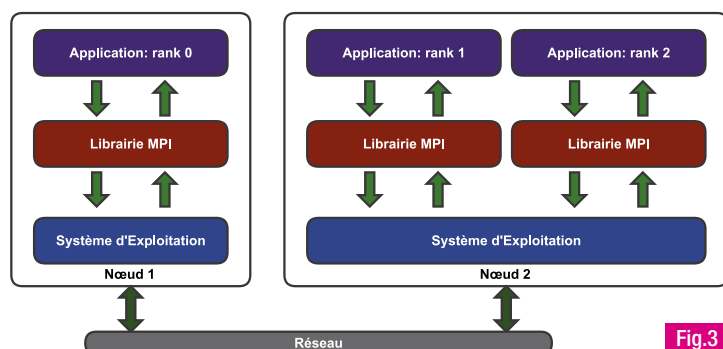 Application: rank 0
Application: rank 1
Application: rank 2
Librairie MPI
Librairie MPI
Librairie MPI
Système d'Exploitation
Système d'Exploitation
Nœud 1
Nœud 2
Réseau
Fig.3